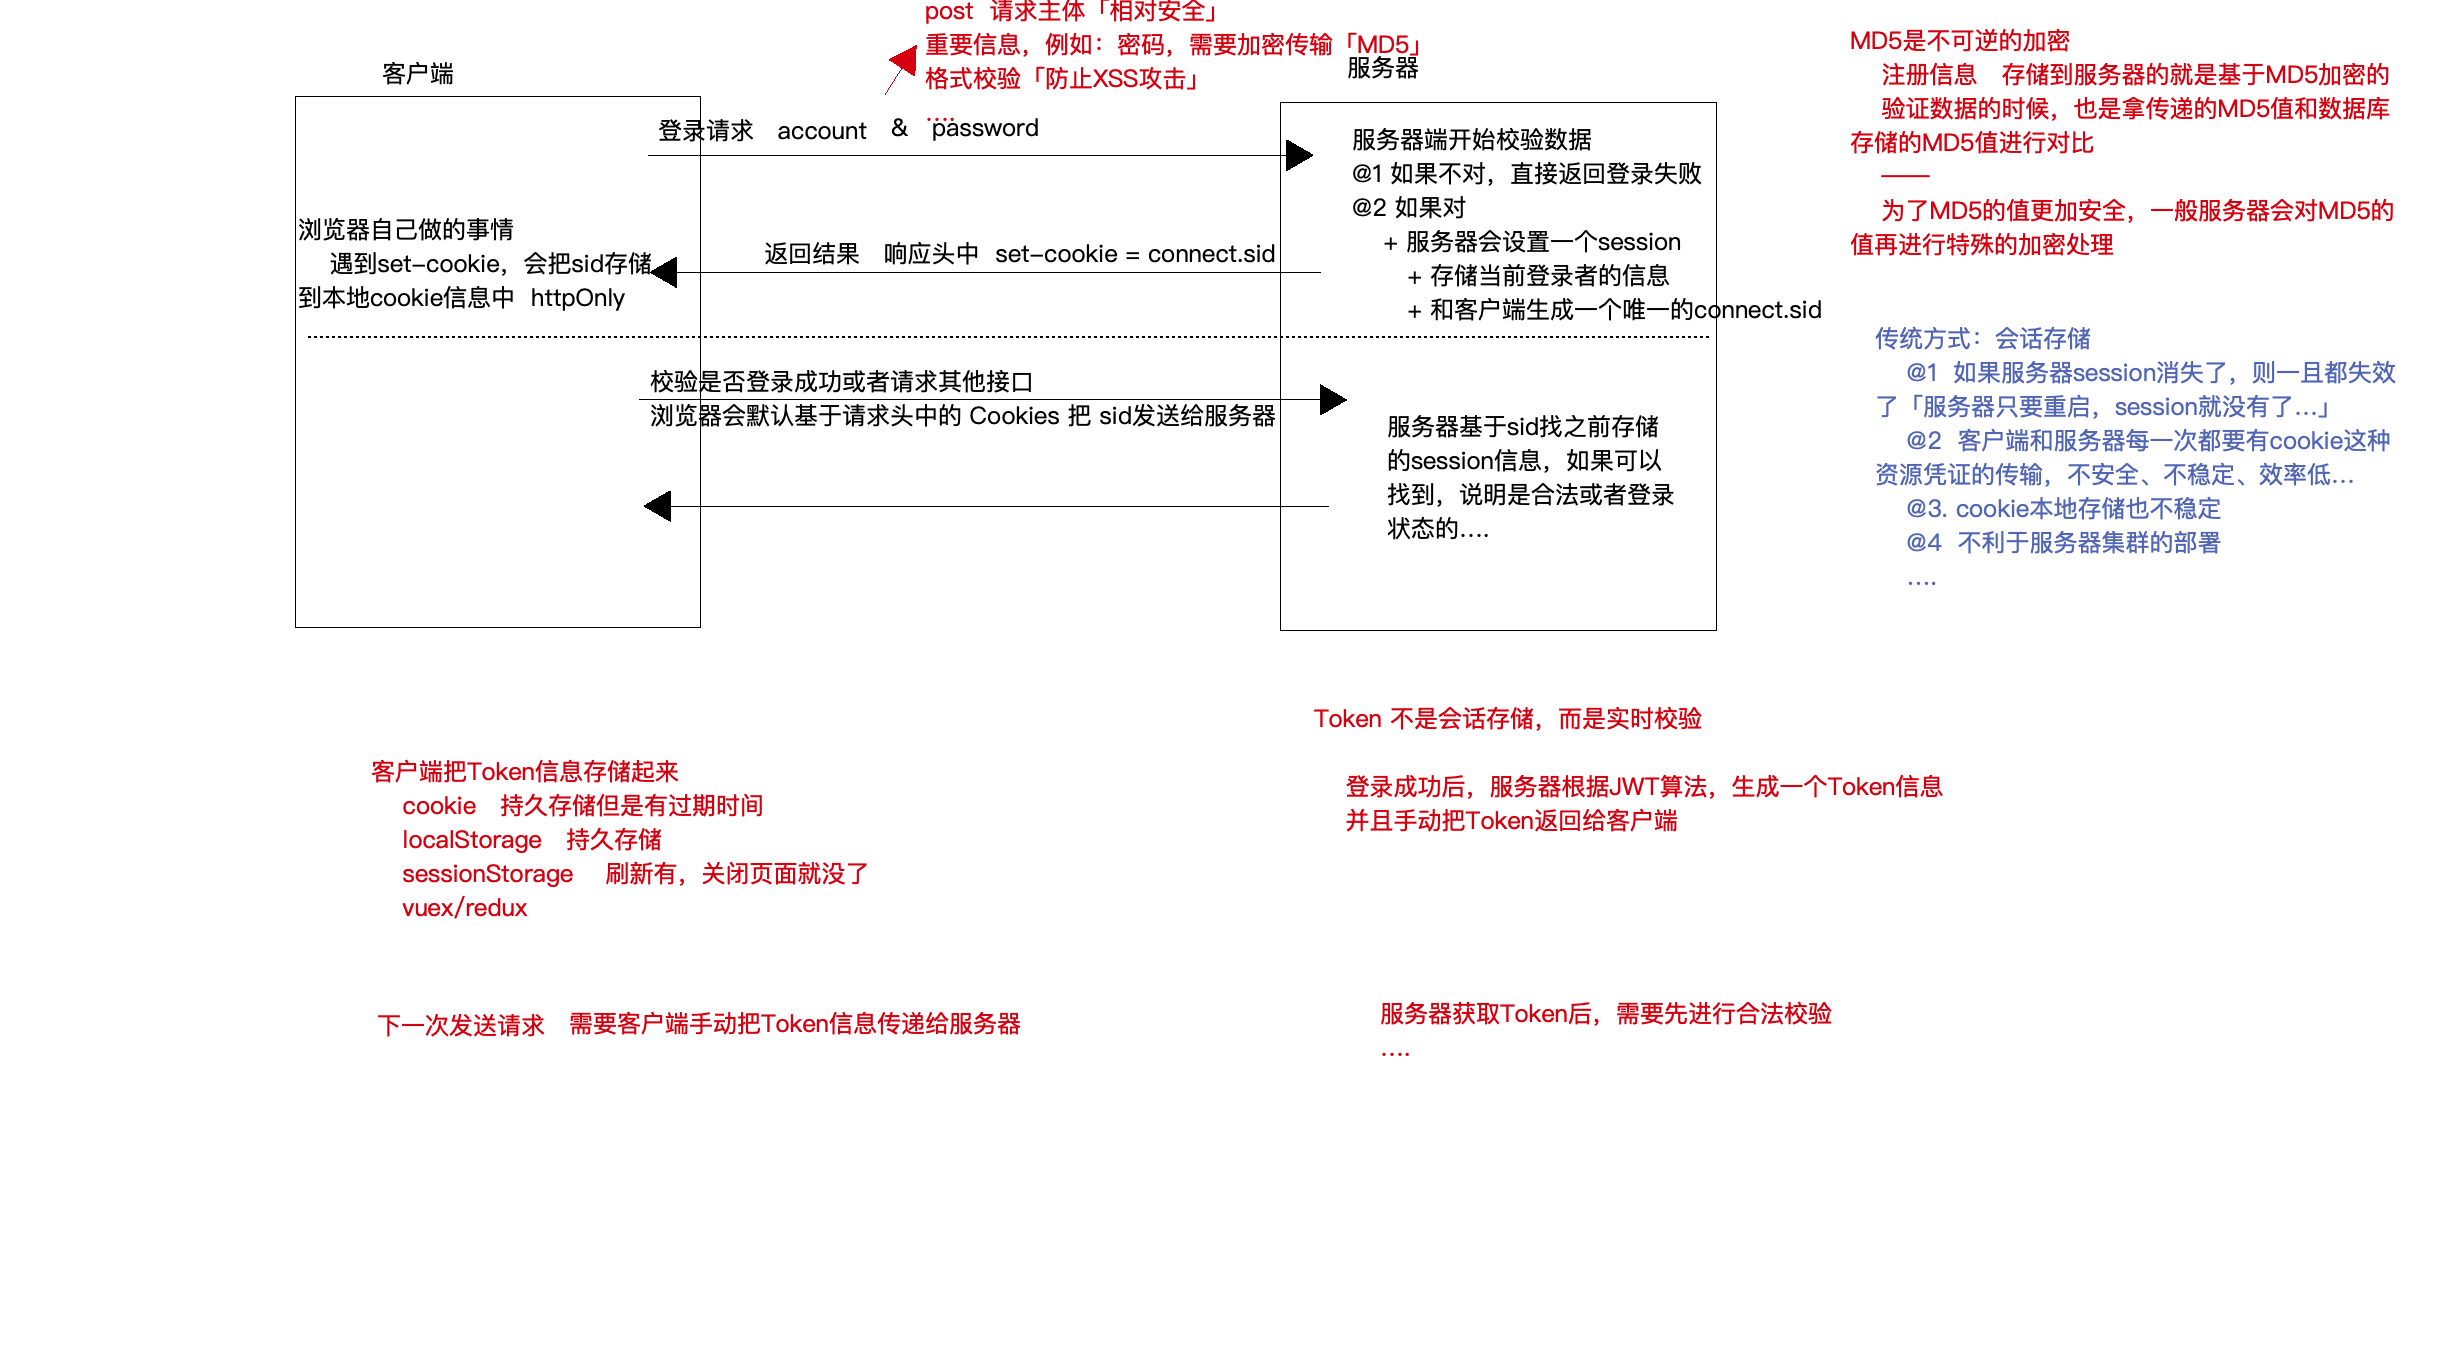 post  请求主体「相对安全」
重要信息，例如：密码，需要加密传输「MD5」
格式校验「防止XSS攻击」
....
客户端
服务器
登录请求   account   &   password
服务器端开始校验数据
@1 如果不对，直接返回登录失败
@2 如果对
+ 服务器会设置一个session
+ 存储当前登录者的信息
+ 和客户端生成一个唯一的connect.sid
浏览器自己做的事情
遇到set-cookie，会把sid存储
到本地cookie信息中  httpOnly
返回结果   响应头中  set-cookie = connect.sid
校验是否登录成功或者请求其他接口
浏览器会默认基于请求头中的 Cookies 把 sid发送给服务器
服务器基于sid找之前存储
的session信息，如果可以
找到，说明是合法或者登录
状态的....
MD5是不可逆的加密
注册信息   存储到服务器的就是基于MD5加密的
验证数据的时候，也是拿传递的MD5值和数据库
存储的MD5值进行对比
——
为了MD5的值更加安全，一般服务器会对MD5的
值再进行特殊的加密处理
传统方式：会话存储
@1  如果服务器session消失了，则一且都失效
了「服务器只要重启，session就没有了...」
@2  客户端和服务器每一次都要有cookie这种
资源凭证的传输，不安全、不稳定、效率低...
@3. cookie本地存储也不稳定
@4  不利于服务器集群的部署
....
Token 不是会话存储，而是实时校验
登录成功后，服务器根据JWT算法，生成一个Token信息
并且手动把Token返回给客户端
客户端把Token信息存储起来
cookie   持久存储但是有过期时间
localStorage   持久存储
sessionStorage    刷新有，关闭页面就没了
vuex/redux
下一次发送请求   需要客户端手动把Token信息传递给服务器
服务器获取Token后，需要先进行合法校验
....